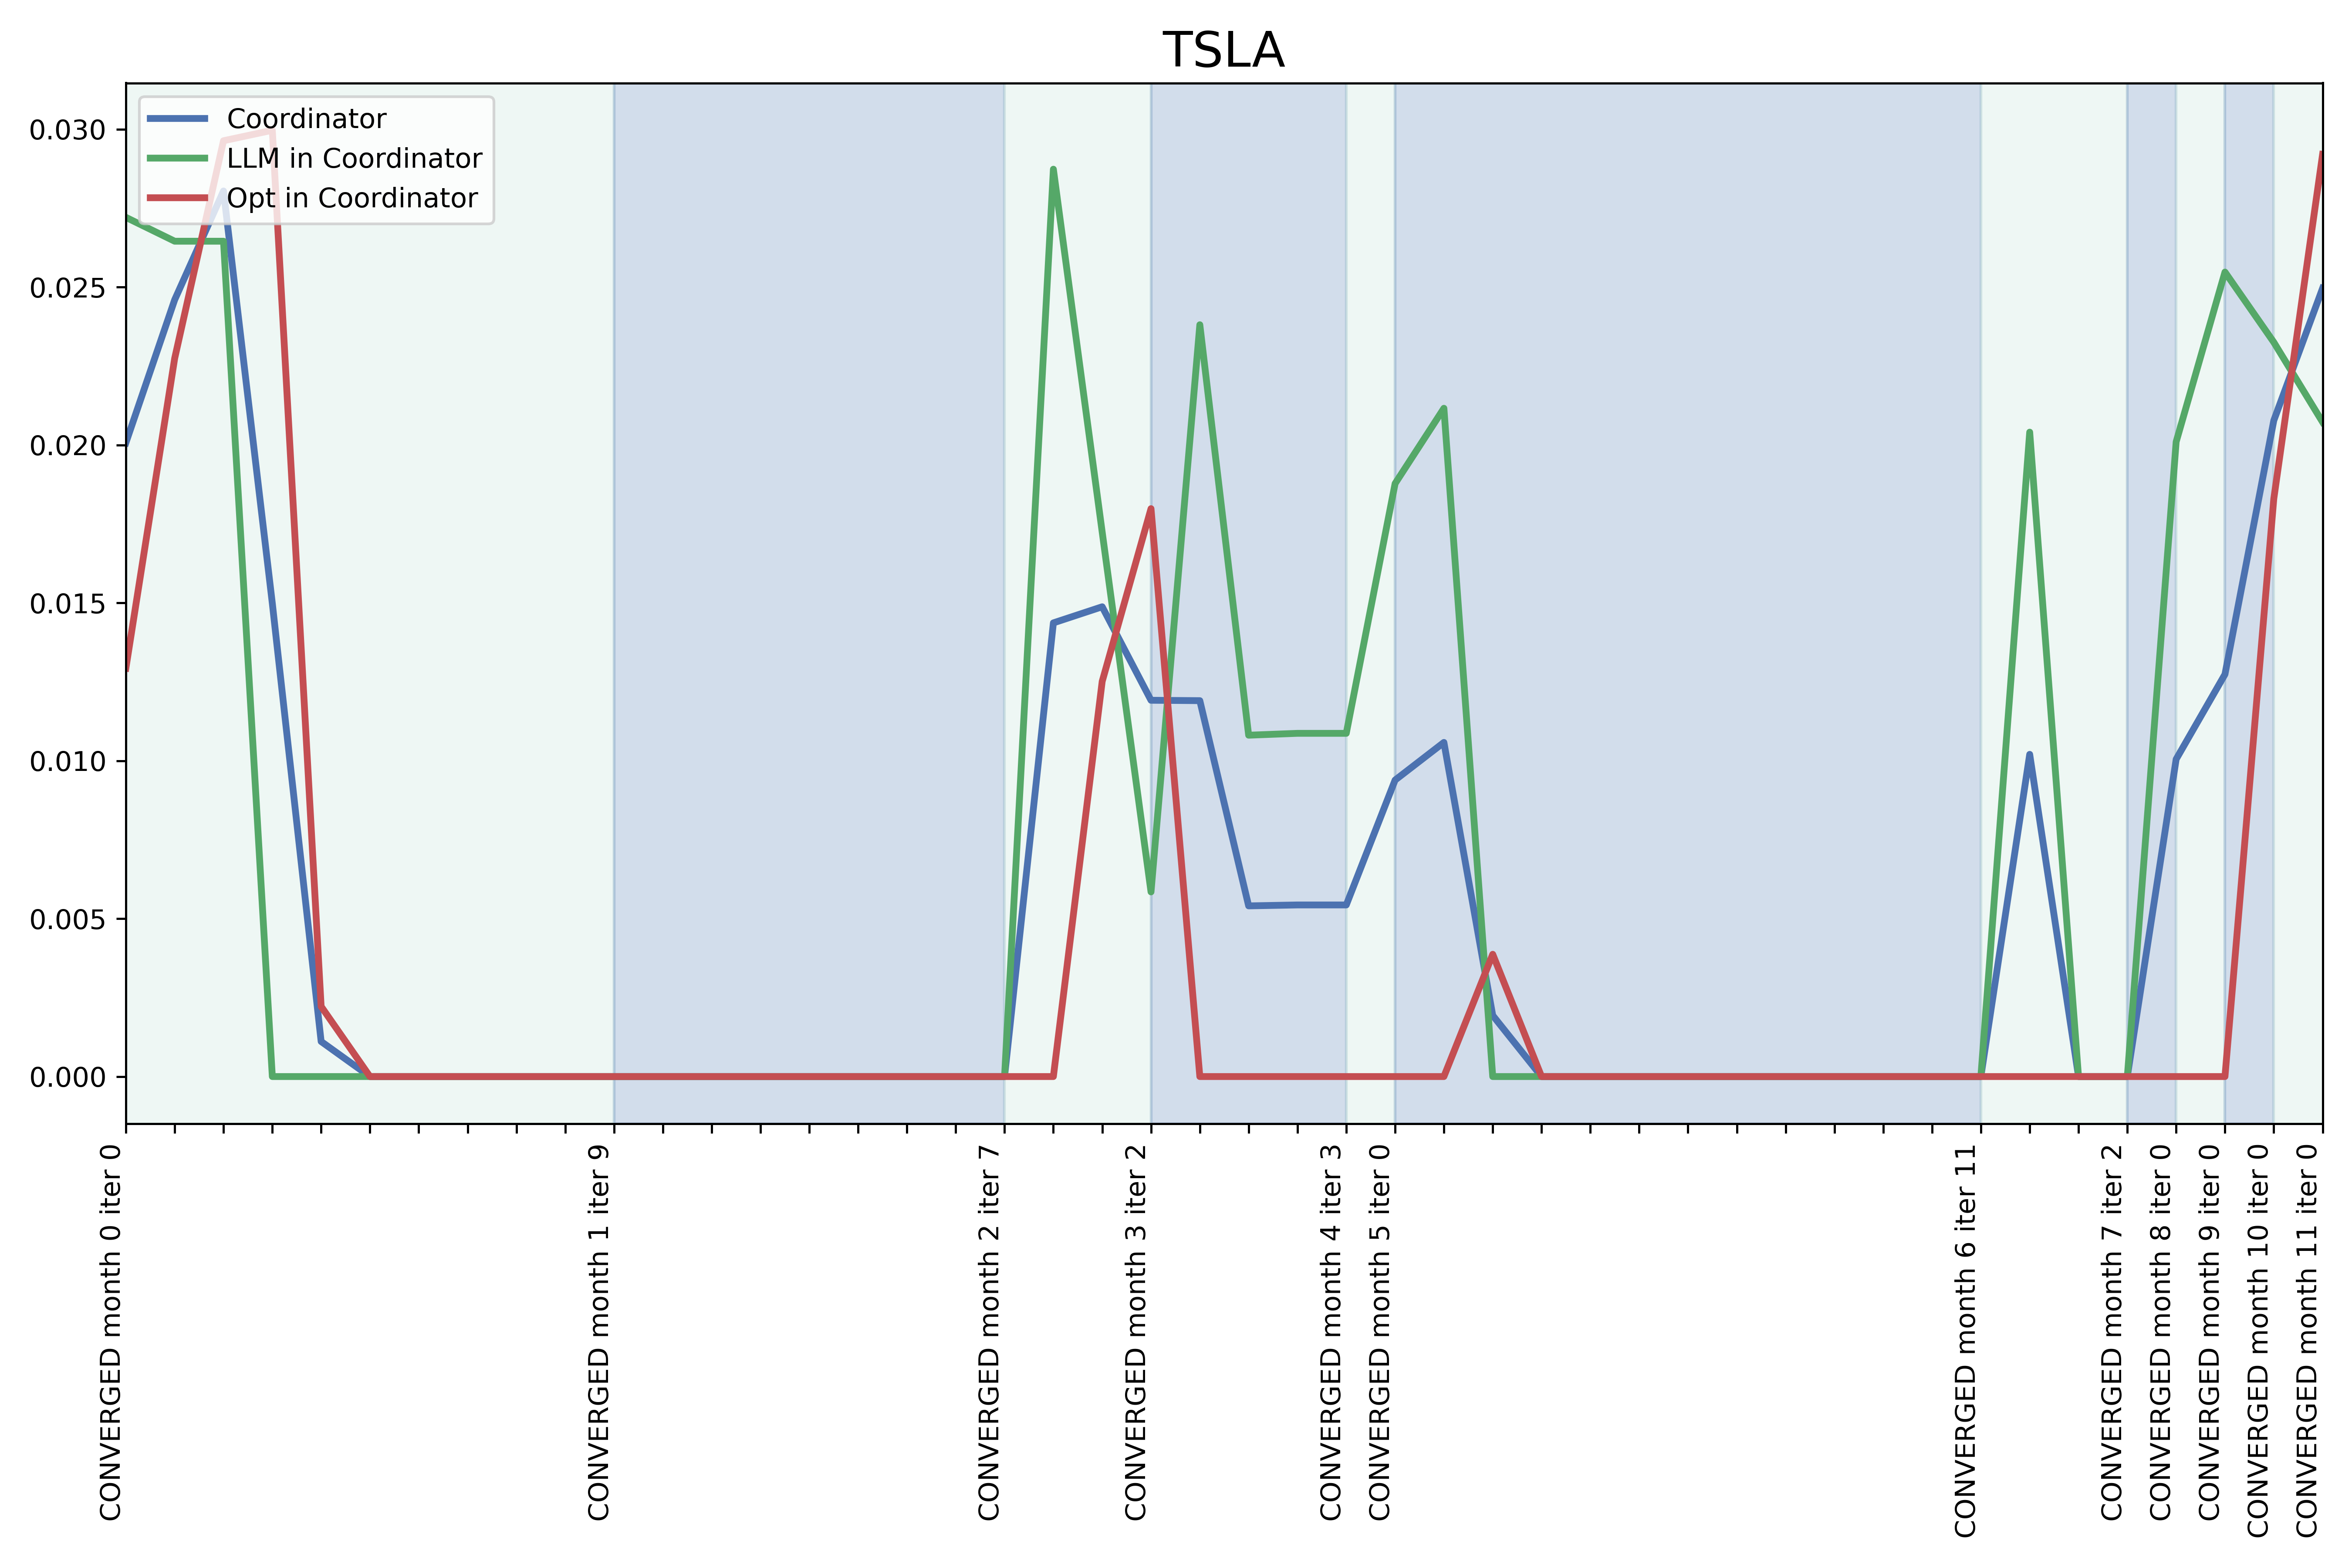 TSLA
Coordinator
LLM in Coordinator
Opt in Coordinator
0.030
0.025
0.020
0.015
0.010
0.005
0.000
CONVERGED month 0 iter 0
CONVERGED month 1 iter 9
CONVERGED month 2 iter 7
CONVERGED month 3 iter 2
CONVERGED month 4 iter 3
CONVERGED month 5 iter 0
CONVERGED month 6 iter 11
CONVERGED month 7 iter 2
CONVERGED month 8 iter 0
CONVERGED month 9 iter 0
CONVERGED month 10 iter 0
CONVERGED month 11 iter 0